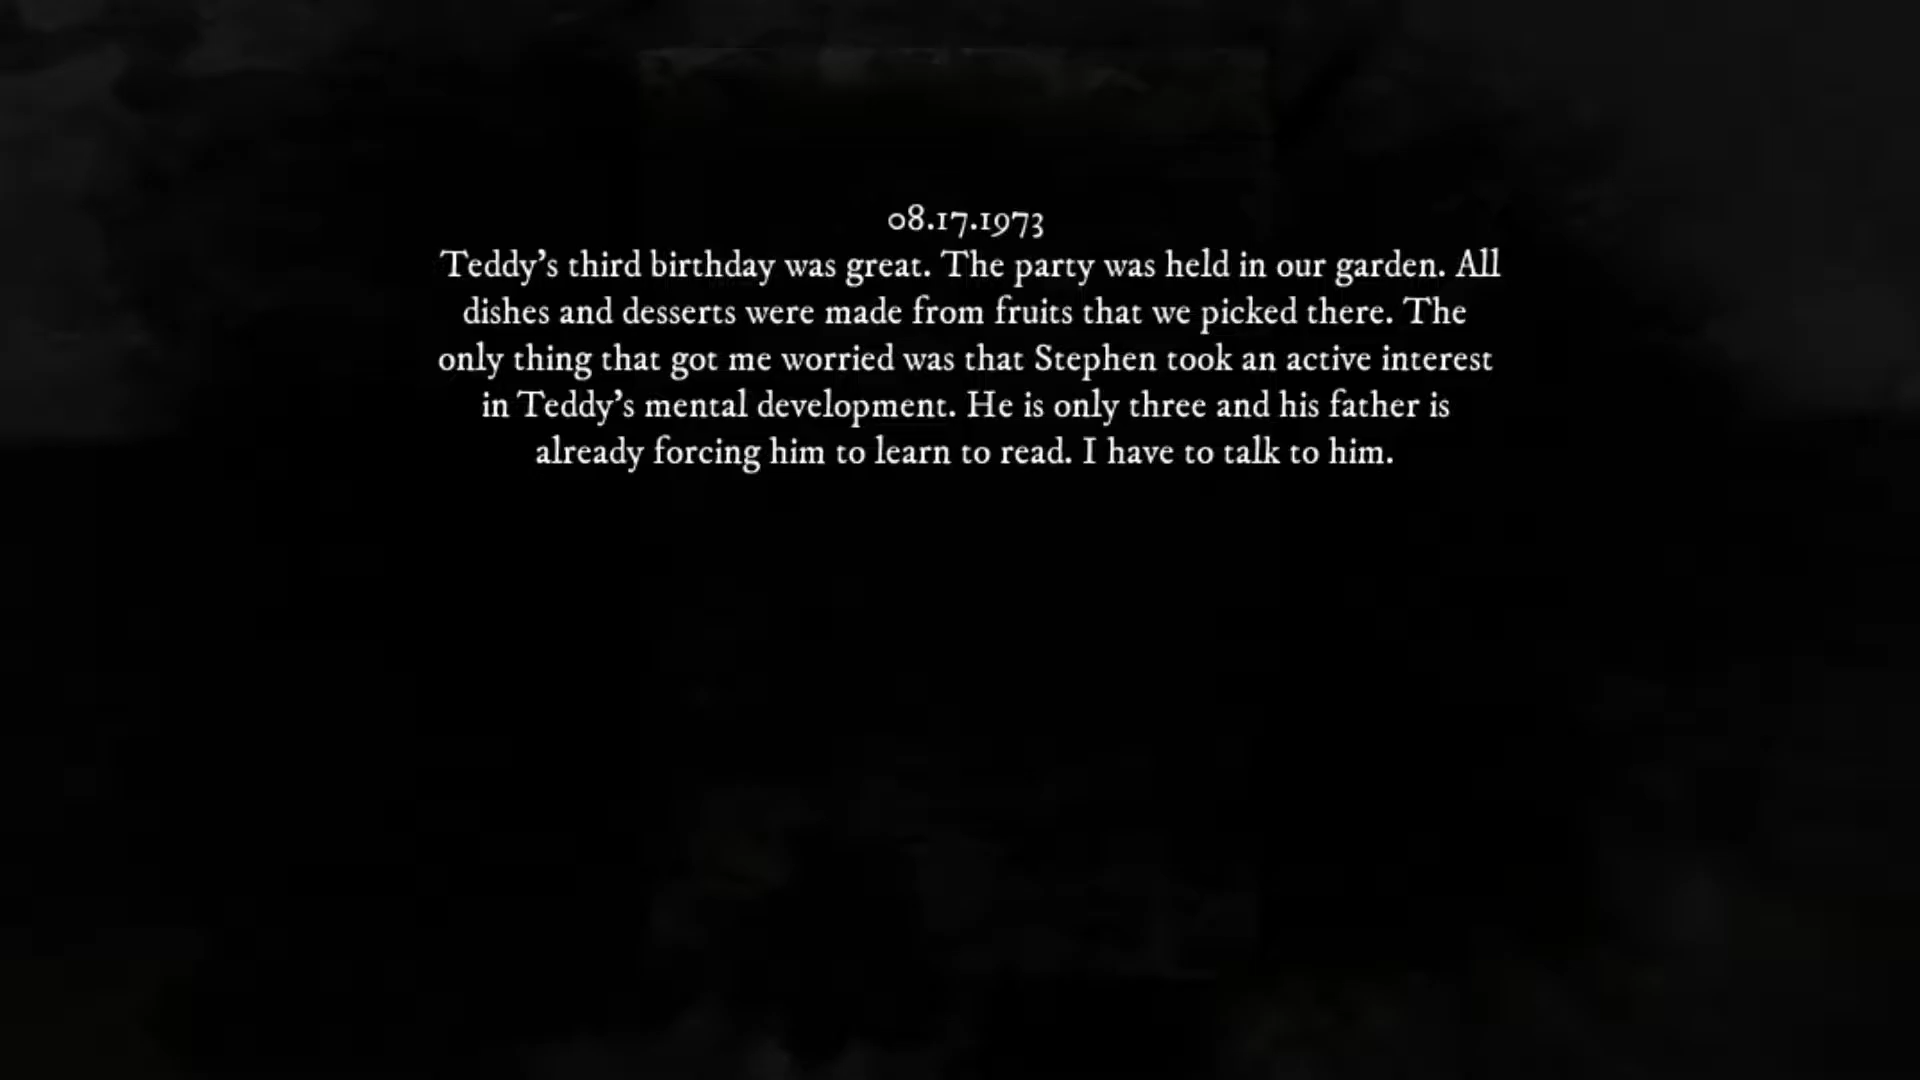 08.17.1973
Teddy's third birthday was great. The party was held in our garden. All
dishes and desserts were made from fruits that we picked there. The
only thing that got me worried was that Stephen took an active interest
in Teddy's mental development. He is only three and his father is
already forcing him to learn to read. I have to talk to him.